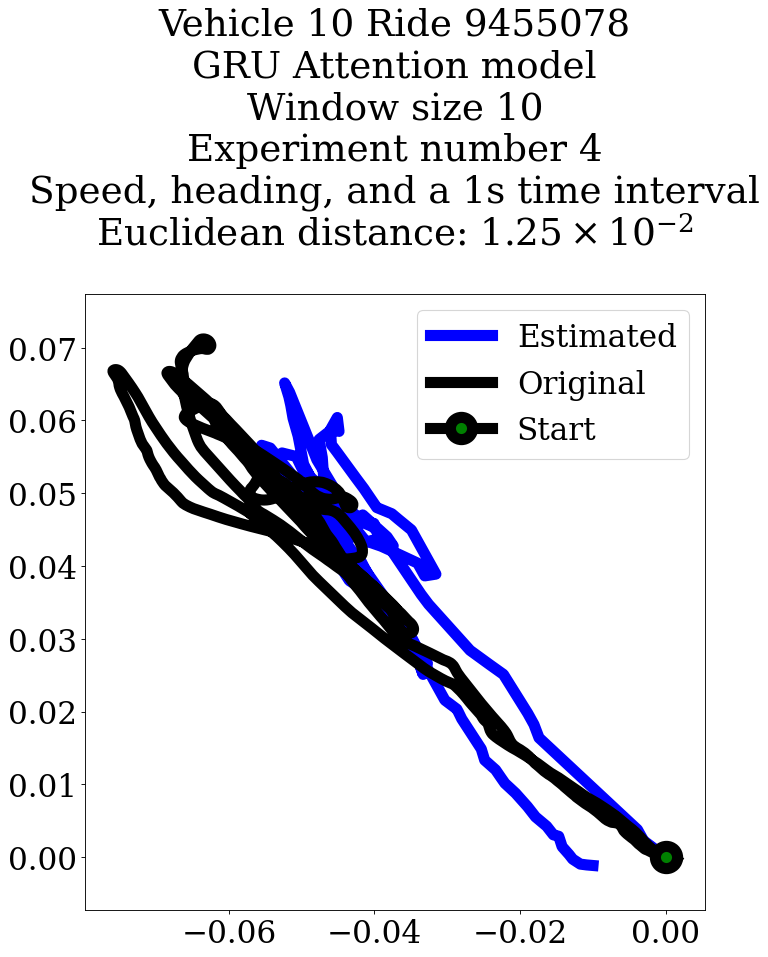 Vehicle 10 Ride 9455078
GRU Attention model
Window size 10
Experiment number 4
Speed, heading, and a 1s time interval
Euclidean distance: 1.25 × 10⁻²
Estimated
Original
Start
0.07
0.06
0.05
0.04
0.03
0.02
0.01
0.00
−0.06 −0.04 −0.02 0.00